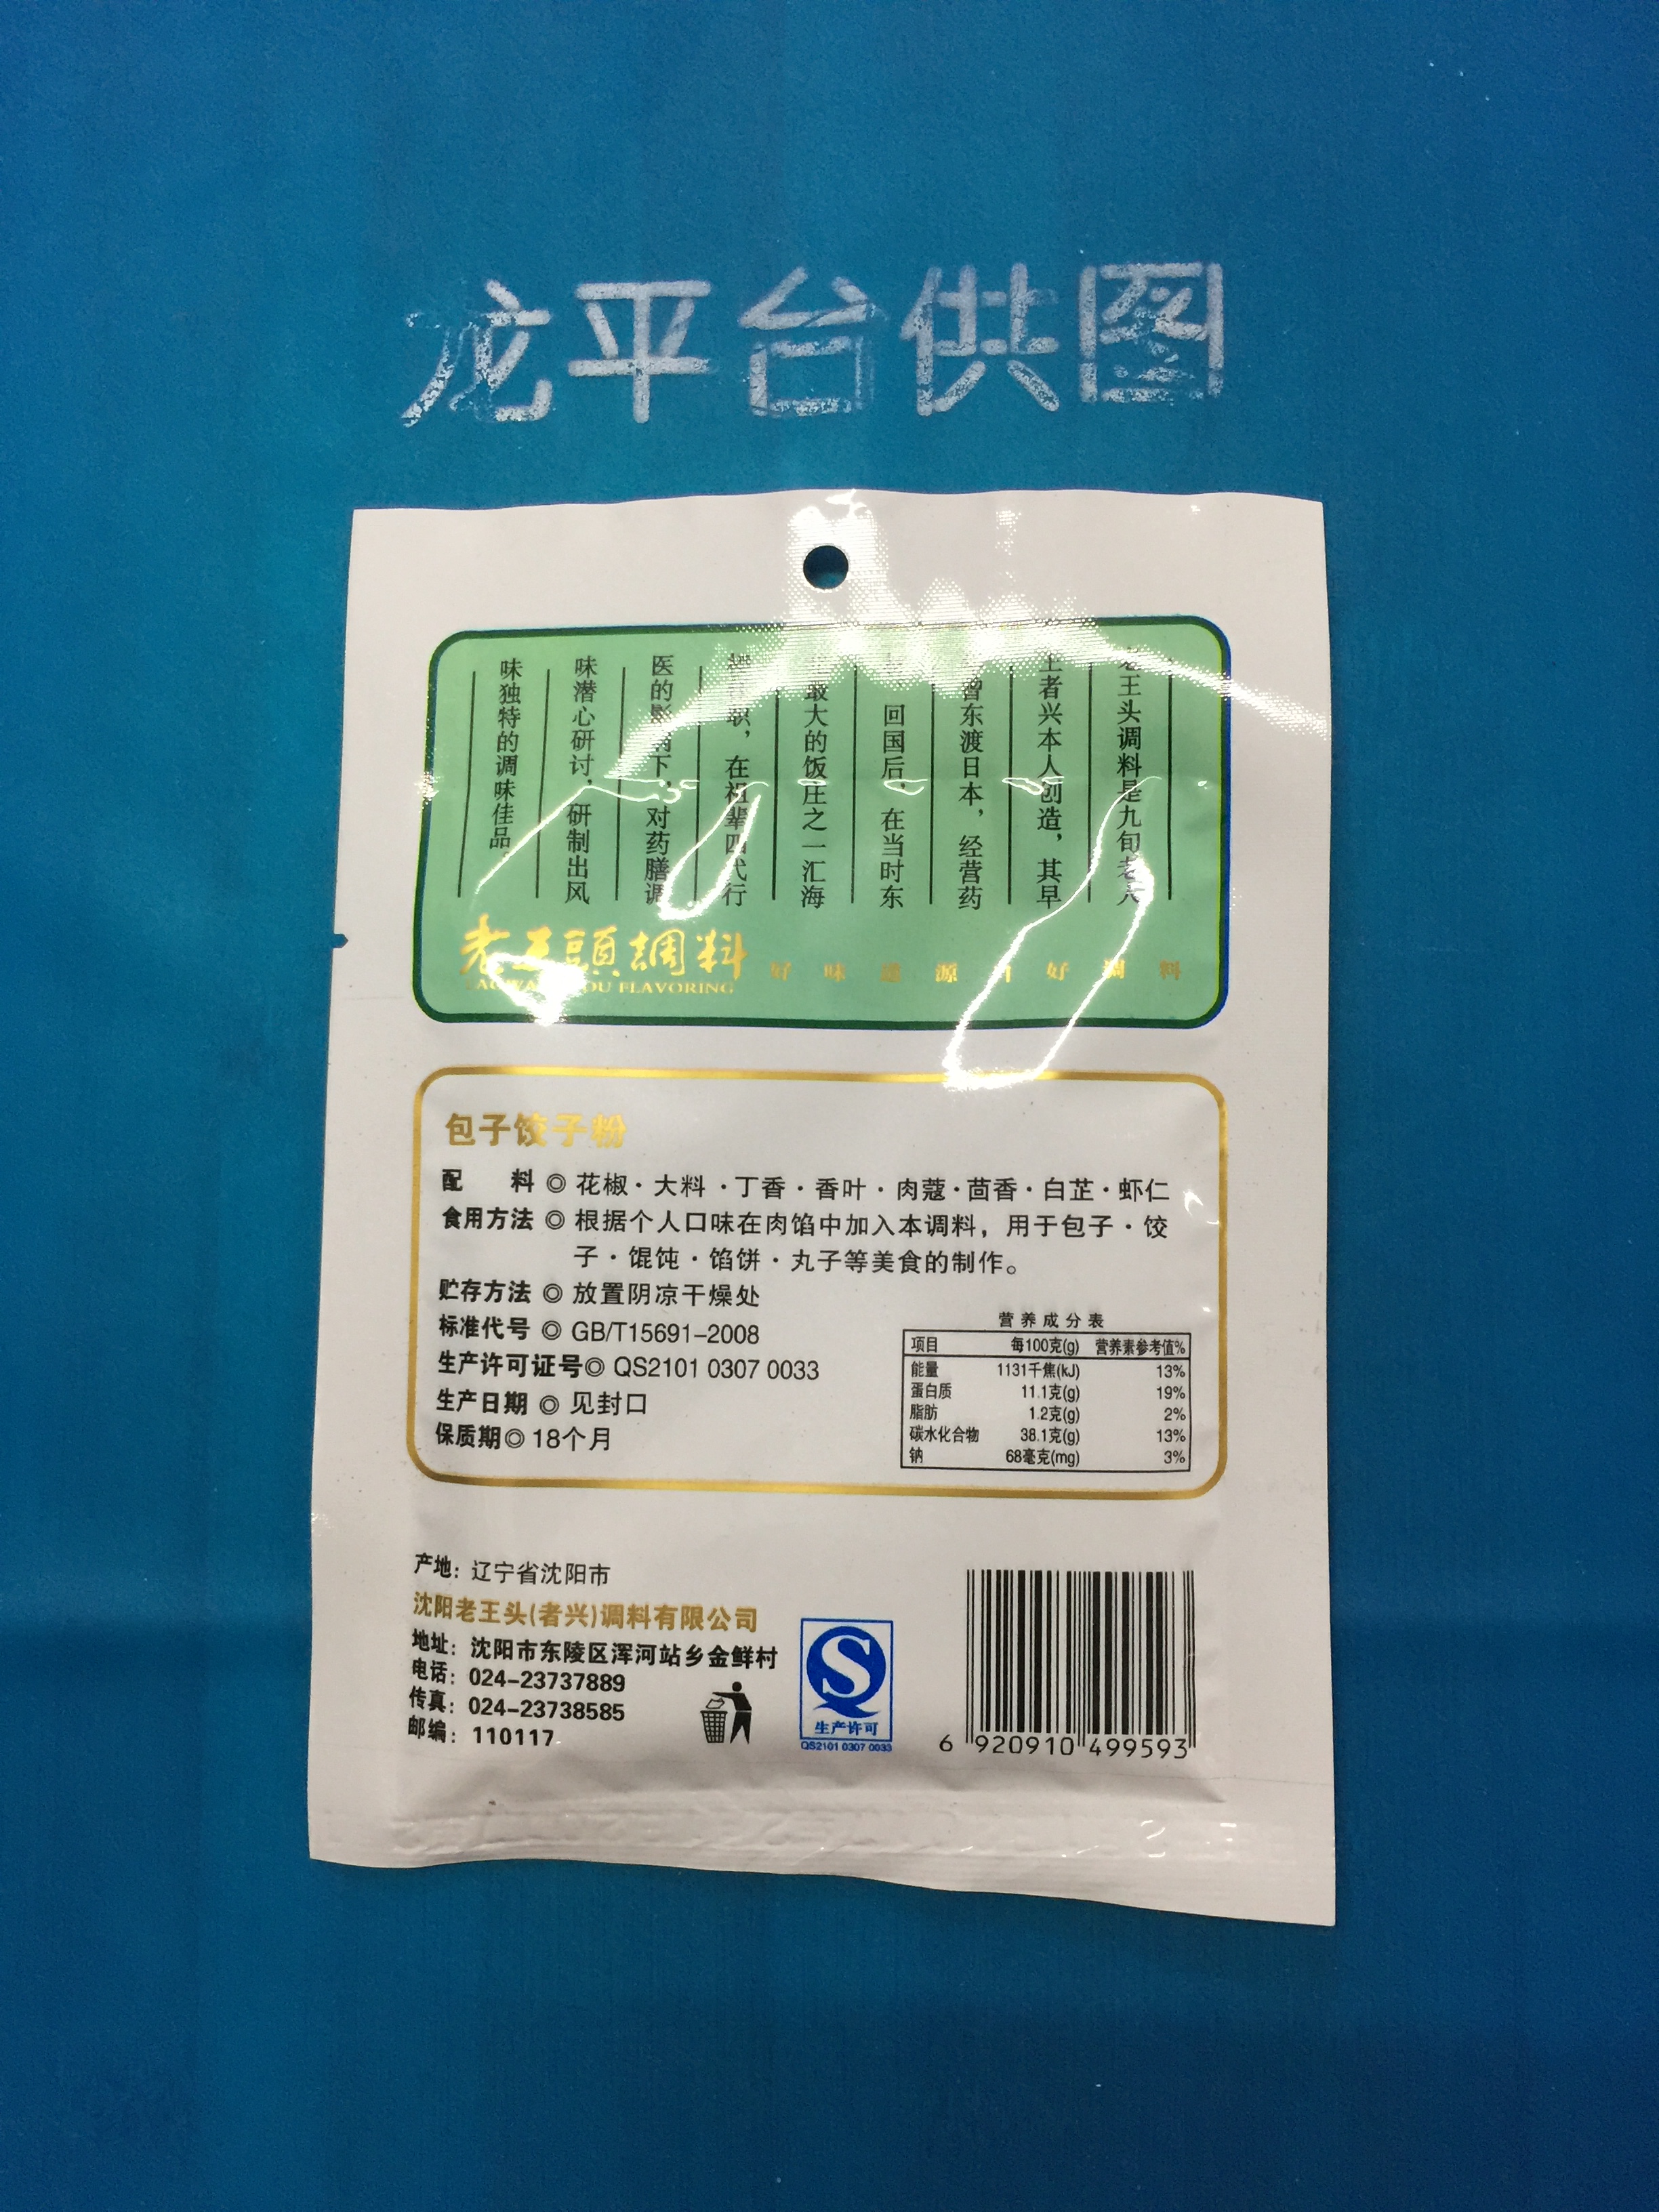 龙平台供图
老王头调料是九旬老人
王者兴本人创造，其早
曾东渡日本，经营药
回国后，在当时东
最大的饭庄之一汇海
职，在祖辈四代行
医的影响下，对药膳调
味潜心研讨，研制出风
味独特的调味佳品。
老王頭調料
FLAVORING
好味 源 好调料
包子饺子粉
配 料 ◎ 花椒·大料·丁香·香叶·肉蔻·茴香·白芷·虾仁
食用方法 ◎ 根据个人口味在肉馅中加入本调料，用于包子·饺
子·馄饨·馅饼·丸子等美食的制作。
贮存方法 ◎ 放置阴凉干燥处
标准代号 ◎ GB/T15691-2008
生产许可证号◎ QS2101 0307 0033
生产日期 ◎ 见封口
保质期◎ 18个月
营养成分表
项目 每100克(g) 营养素参考值%
能量 1131千焦(kJ) 13%
蛋白质 11.1克(g) 19%
脂肪 1.2克(g) 2%
碳水化合物 38.1克(g) 13%
钠 68毫克(mg) 3%
产地：辽宁省沈阳市
沈阳老王头(者兴)调料有限公司
地址：沈阳市东陵区浑河站乡金鲜村
电话：024-23737889
传真：024-23738585
邮编：110117
生产许可
QS2101 0307 0033
6 920910 499593